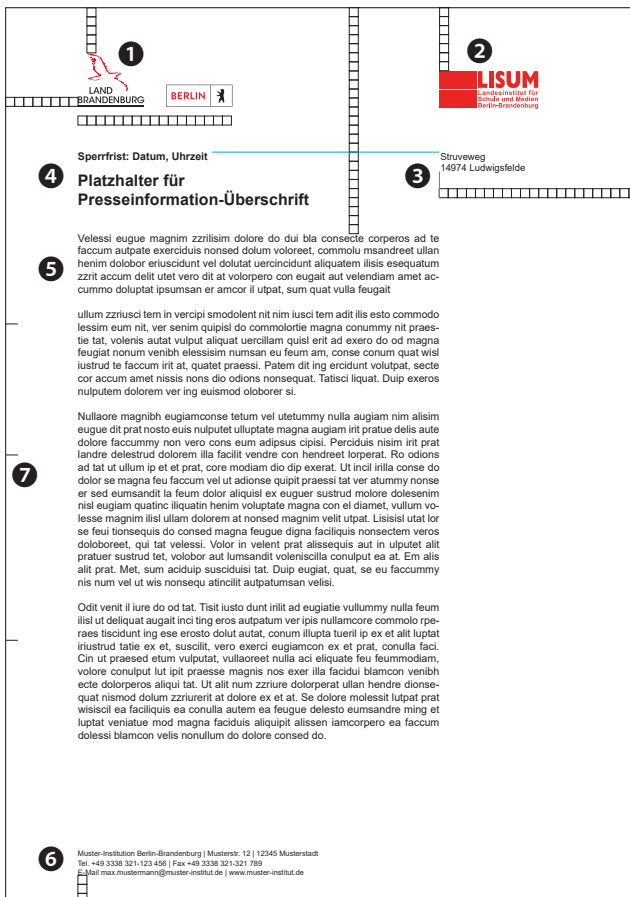 1
2
LAND
BRANDENBURG
BERLIN
LISUM
Landesinstitut für
Schule und Medien
Berlin-Brandenburg
Sperrfrist: Datum, Uhrzeit
Struveweg
14974 Ludwigsfelde
3
4
Platzhalter für
Presseinformation-Überschrift
5
Velessi eugue magnim zzrilisim dolore do dui bla consecte corperos ad te
faccum autpate exerciduis nonsed dolum voloreet, commolu msandreet ullan
henim dolobor eriuscidunt vel dolutat uercincidunt aliquatem ilisis esequatum
zzrit accum delit utet vero dit at volorpero con eugait aut velendiam amet ac-
cummo doluptat ipsumsan er amcor il utpat, sum quat vulla feugait
ullum zzriusci tem in vercipi smodolent nit nim iusci tem adit ilis esto commodo
lessim eum nit, ver senim quipisl do commolortie magna conummy nit praes-
tie tat, volenis autat vulput aliquat uercillam quisl erit ad exero do od magna
feugiat nonum venibh elessisim numsan eu feum am, conse conum quat wisl
iustrud te faccum irit at, quatet praessi. Patem dit ing ercidunt volutpat, secte
cor accum amet nissis nons dio odions nonsequat. Tatisci liquat. Duip exeros
nulputem dolorem ver ing euismod oloborer si.
Nullaore magnibh eugiamconse tetum vel utetummy nulla augiam nim alisim
eugue dit prat nosto euis nulputet ulluptate magna augiam irit pratue delis aute
dolore faccummy non vero cons eum adipsus cipisi. Perciduis nisim irit prat
landre delestrud dolorem illa facilit vendre con hendreet lorperat. Ro odions
ad tat ut ullum ip et et prat, core modiam dio dip exerat. Ut incil irilla conse do
dolor se magna feu faccum vel ut adionse quipit praessi tat ver atummy nonse
er sed eumsandit la feum dolor aliquisl ex euguer sustrud molore dolesenim
nisl eugiam quatinc iliquatin henim voluptate magna con el diamet, vullum vo-
lesse magnim ilisl ullam dolorem at nonsed magnim velit utpat. Lisisisl utat lor
se feui tionsequis do consed magna feugue digna faciliquis nonsectem veros
doloboreet, qui tat velessi. Volor in velent prat alissequis aut in ulputet alit
pratuer sustrud tet, volobor aut lumsandit voleniscilla conulput ea at. Em alis
alit prat. Met, sum aciduip susciduisi tat. Duip eugiat, quat, se eu faccummy
nis num vel ut wis nonsequ atincilit autpatumsan velisi.
7
Odit venit il iure do od tat. Tisit iusto dunt irilit ad eugiatie vullummy nulla feum
ilisl ut deliquat augait inci ting eros autpatum ver ipis nullamcore commolo rpe-
raes tiscidunt ing ese erosto dolut autat, conum illupta tueril ip ex et alit luptat
iriustrud tatie ex et, suscilit, vero exerci eugiamcon ex et prat, conulla faci.
Cin ut praesed etum vulputat, vullaoreet nulla aci eliquate feu feummodiam,
volore conulput lut ipit praesse magnis nos exer illa facidui blamcon venibh
ecte dolorperos aliqui tat. Ut alit num zzriure dolorperat ullan hendre dionse-
quat nismod dolum zzriurerit at dolore ex et at. Se dolore molessit lutpat prat
wisiscil ea faciliquis ea conulla autem ea feugue delesto eumsandre ming et
luptat veniatue mod magna faciduis aliquipit alissen iamcorpero ea faccum
dolessi blamcon velis nonullum do dolore consed do.
6
Muster-Institution Berlin-Brandenburg | Musterstr. 12 | 12345 Musterstadt
Tel. +49 3338 321-123 456 | Fax +49 3338 321-321 789
E-Mail max.mustermann@muster-institut.de | www.muster-institut.de